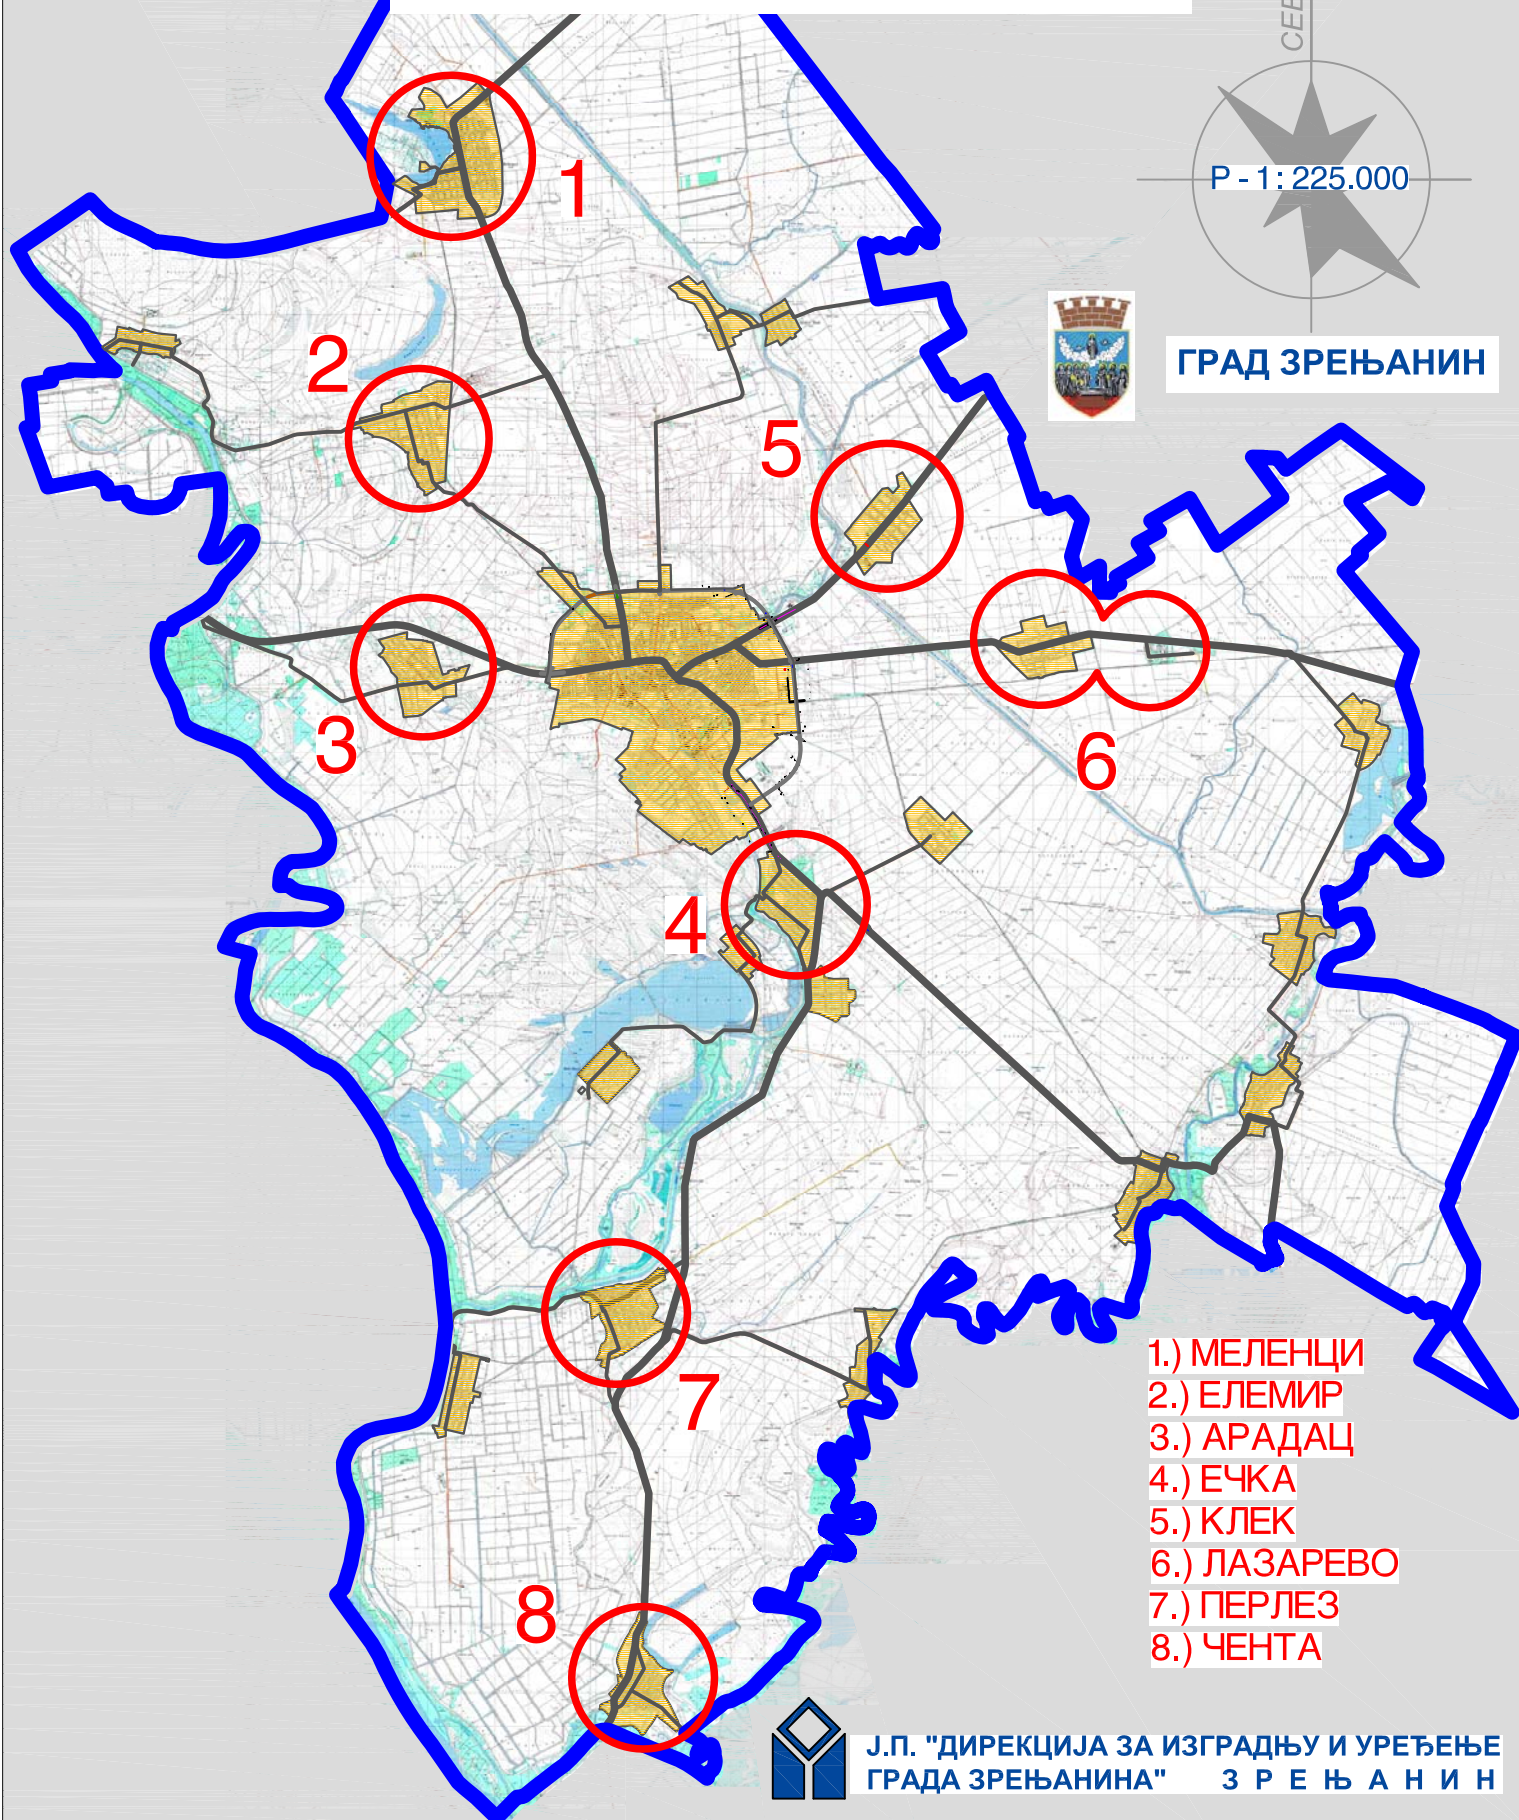 СЕВ
Р - 1: 225.000
ГРАД ЗРЕЊАНИН
1
2
5
3
6
4
7
8
1.) МЕЛЕНЦИ
2.) ЕЛЕМИР
3.) АРАДАЦ
4.) ЕЧКА
5.) КЛЕК
6.) ЛАЗАРЕВО
7.) ПЕРЛЕЗ
8.) ЧЕНТА
Ј.П. "ДИРЕКЦИЈА ЗА ИЗГРАДЊУ И УРЕЂЕЊЕ
ГРАДА ЗРЕЊАНИНА" З Р Е Њ А Н И Н